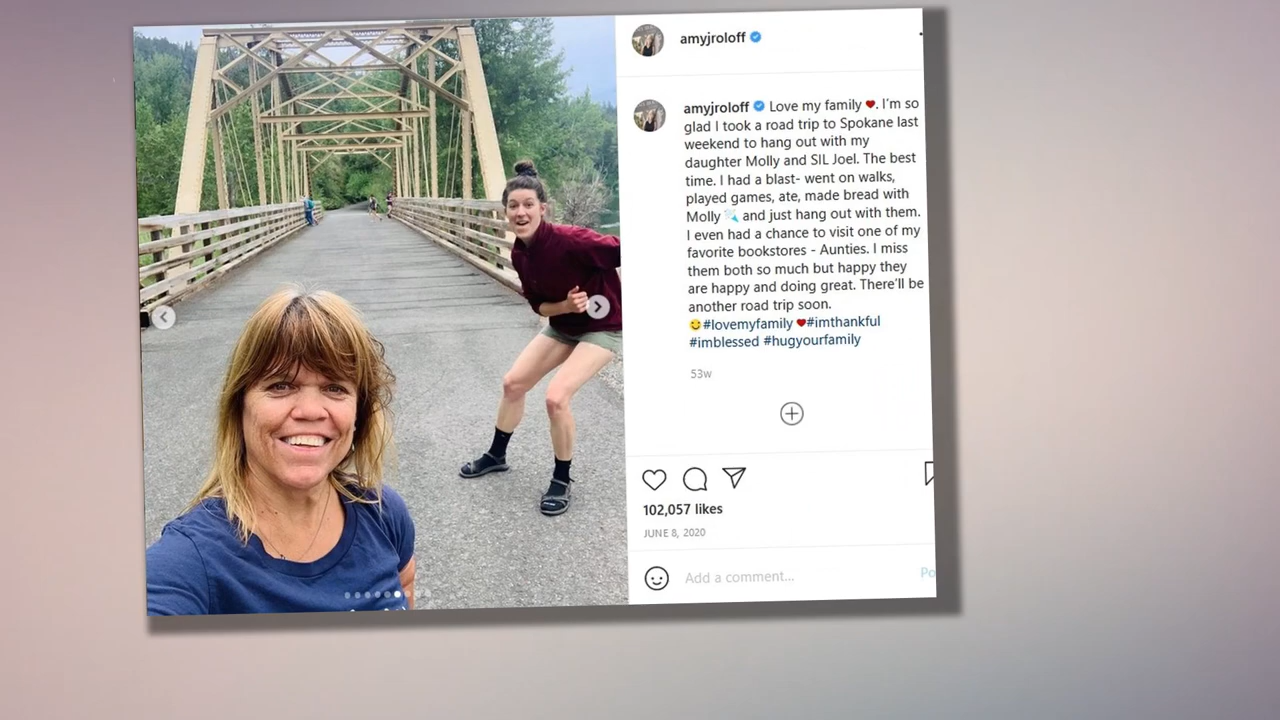 amyjroloff
amyjroloff Love my family ❤. I'm so
glad I took a road trip to Spokane last
weekend to hang out with my
daughter Molly and SIL Joel. The best
time. I had a blast- went on walks,
played games, ate, made bread with
Molly and just hang out with them.
I even had a chance to visit one of my
favorite bookstores - Aunties. I miss
them both so much but happy they
are happy and doing great. There'll be
another road trip soon.
😃#lovemyfamily ❤#imthankful
#imblessed #hugyourfamily
53w
102,057 likes
JUNE 8, 2020
Add a comment... Po